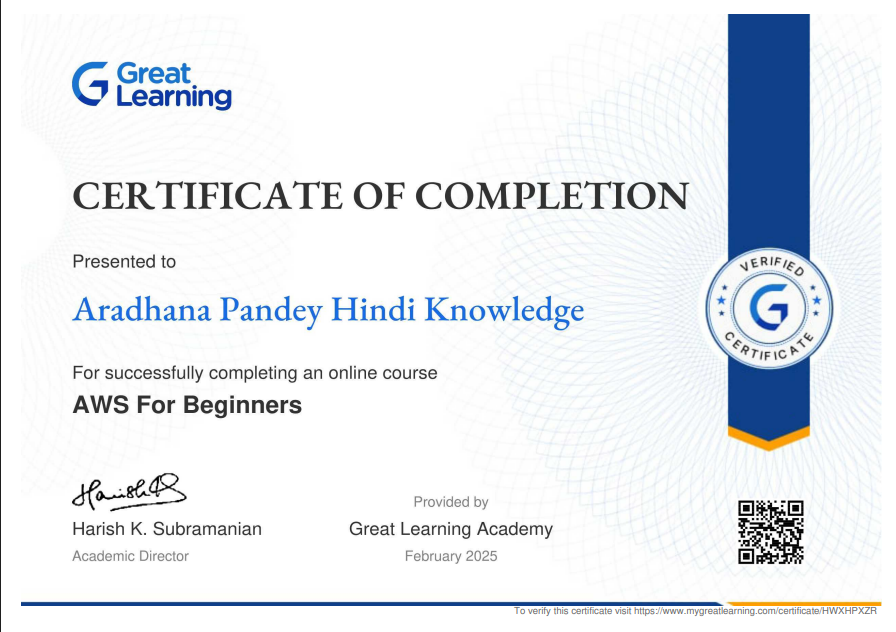 Great
Learning
CERTIFICATE OF COMPLETION
Presented to
Aradhana Pandey Hindi Knowledge
For successfully completing an online course
AWS For Beginners
VERIFIED
CERTIFICATE
Harish K. Subramanian
Academic Director
Provided by
Great Learning Academy
February 2025
To verify this certificate visit https://www.mygreatlearning.com/certificate/HWXHPXZR